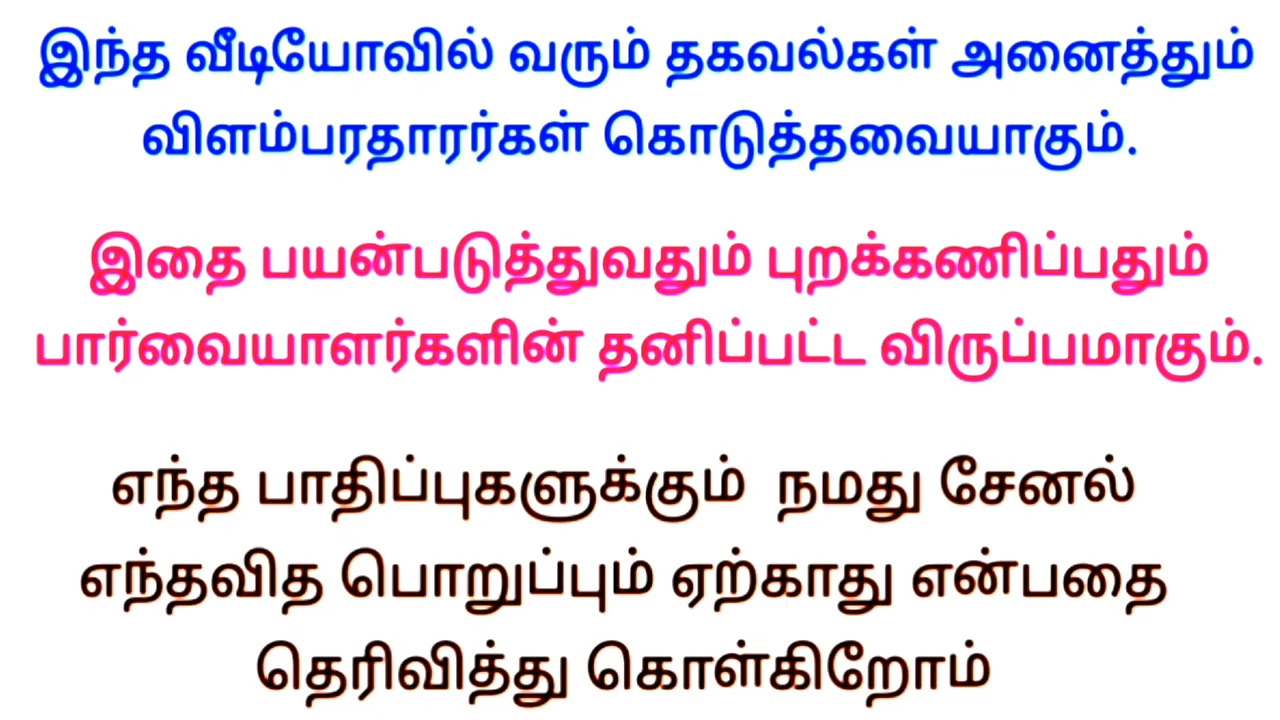 இந்த வீடியோவில் வரும் தகவல்கள் அனைத்தும்
விளம்பரதாரர்கள் கொடுத்தவையாகும்.
இதை பயன்படுத்துவதும் புறக்கணிப்பதும்
பார்வையாளர்களின் தனிப்பட்ட விருப்பமாகும்.
எந்த பாதிப்புகளுக்கும் நமது சேனல்
எந்தவித பொறுப்பும் ஏற்காது என்பதை
தெரிவித்து கொள்கிறோம்